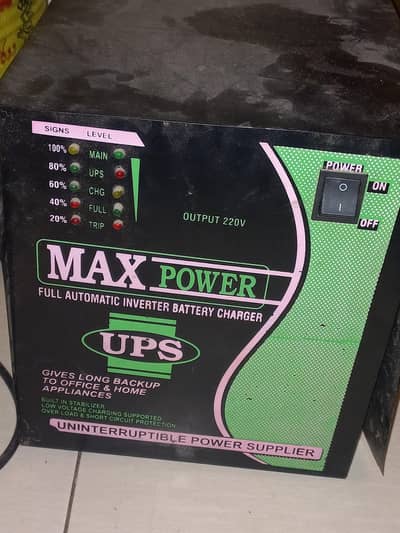 SIGNS LEVEL
100% MAIN
80% UPS
60% CHG
40% FULL
20% TRIP
OUTPUT 220V
POWER
ON
OFF
MAX POWER
FULL AUTOMATIC INVERTER BATTERY CHARGER
UPS
GIVES LONG BACKUP
TO OFFICE & HOME
APPLIANCES
BUILT IN STABILIZER
LOW VOLTAGE CHARGING SUPPORTED
OVER LOAD & SHORT CIRCUIT PROTECTION
UNINTERRUPTIBLE POWER SUPPLIER